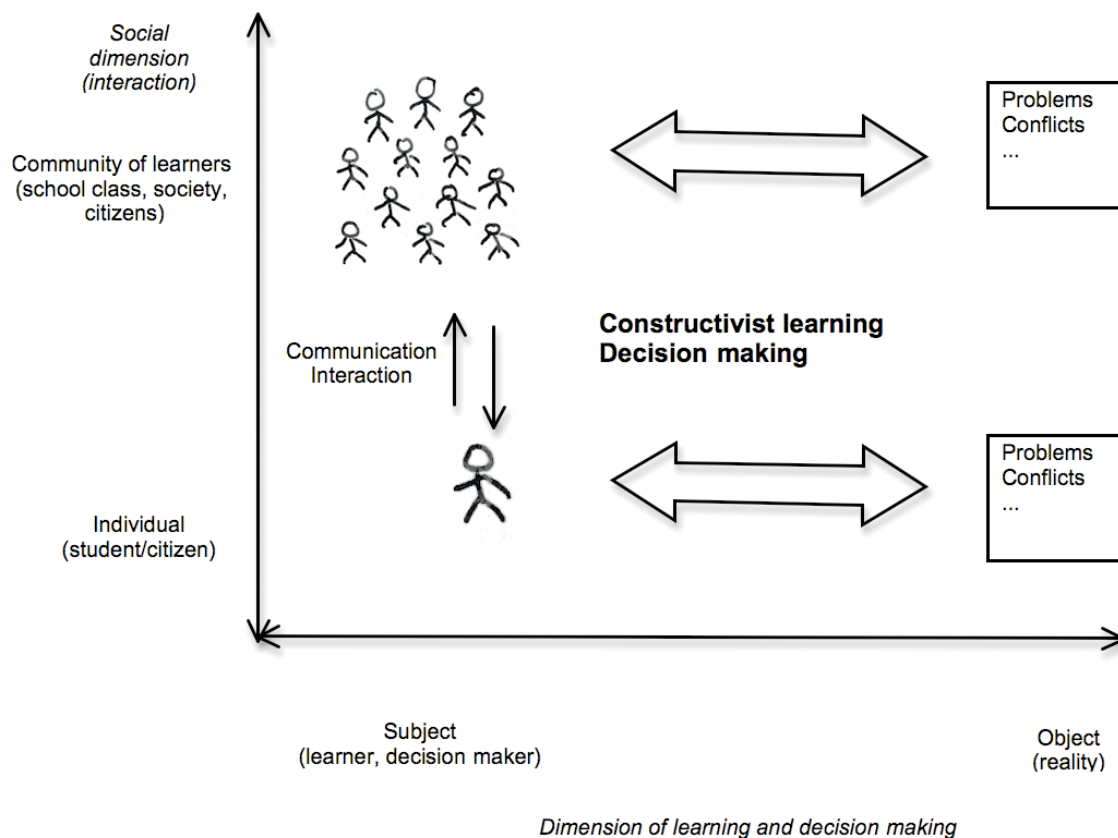 Social
dimension
(interaction)
Problems
Conflicts
...
Community of learners
(school class, society,
citizens)
Constructivist learning
Decision making
Communication
Interaction
Problems
Conflicts
...
Individual
(student/citizen)
Subject
(learner, decision maker)
Object
(reality)
Dimension of learning and decision making